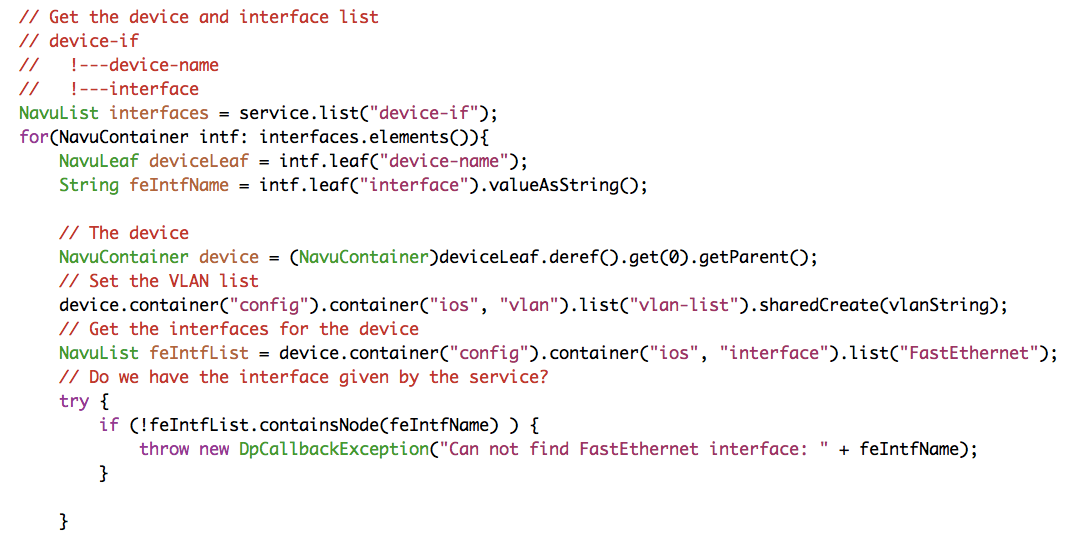 // Get the device and interface list
// device-if
//   !---device-name
//   !---interface
NavuList interfaces = service.list("device-if");
for(NavuContainer intf: interfaces.elements()){
    NavuLeaf deviceLeaf = intf.leaf("device-name");
    String feIntfName = intf.leaf("interface").valueAsString();

    // The device
    NavuContainer device = (NavuContainer)deviceLeaf.deref().get(0).getParent();
    // Set the VLAN list
    device.container("config").container("ios", "vlan").list("vlan-list").sharedCreate(vlanString);
    // Get the interfaces for the device
    NavuList feIntfList = device.container("config").container("ios", "interface").list("FastEthernet");
    // Do we have the interface given by the service?
    try {
        if (!feIntfList.containsNode(feIntfName) ) {
            throw new DpCallbackException("Can not find FastEthernet interface: " + feIntfName);
        }

    }